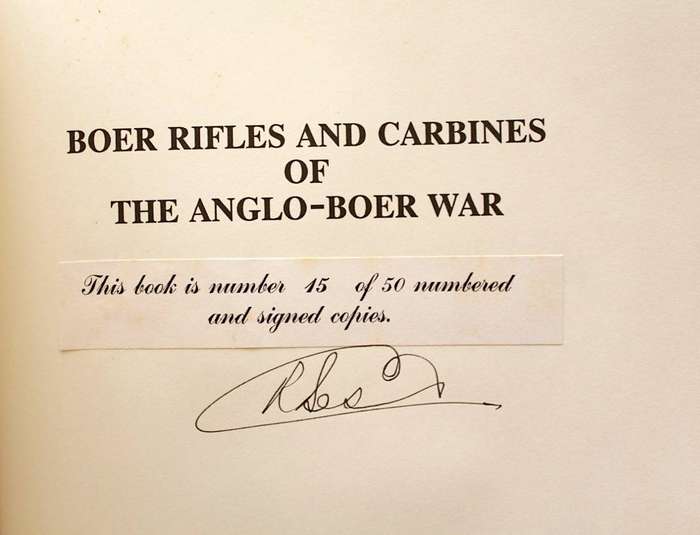 BOER RIFLES AND CARBINES
OF
THE ANGLO-BOER WAR
This book is number 15 of 50 numbered
and signed copies.